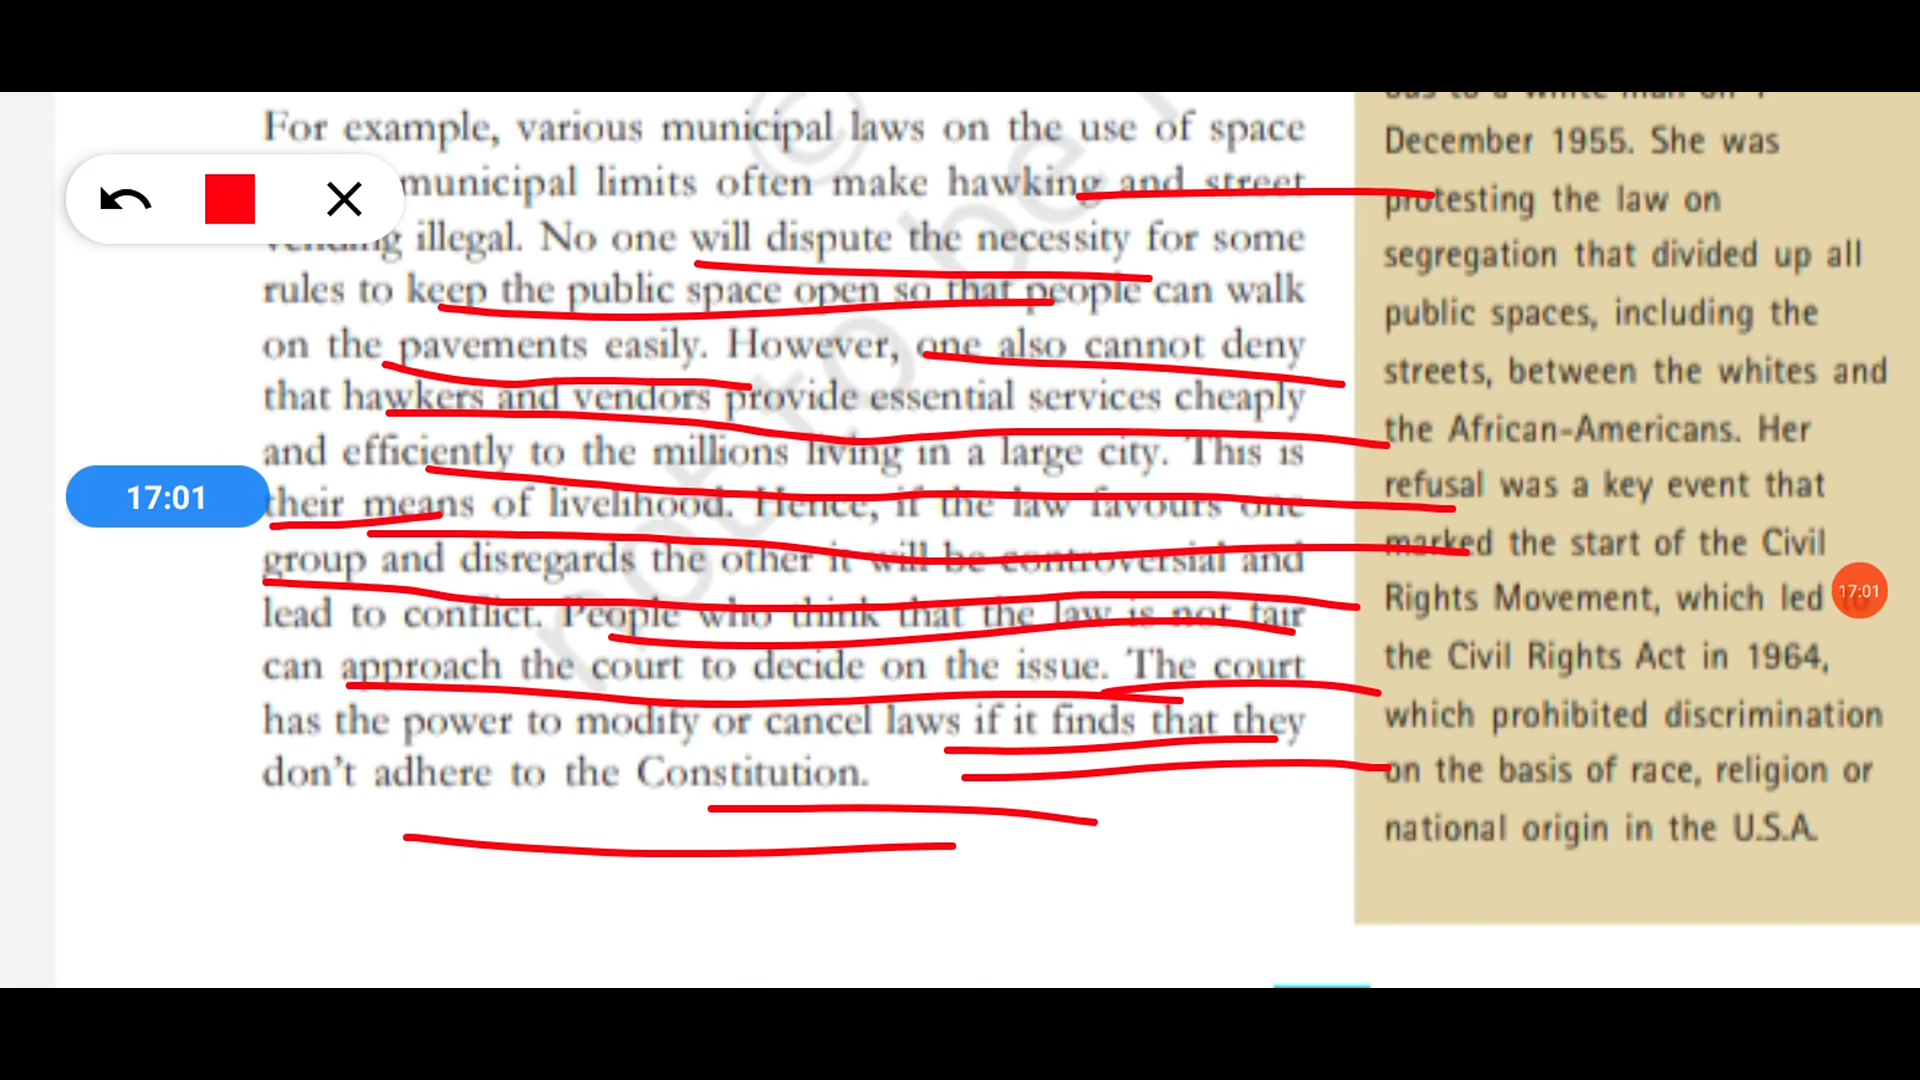 For example, various municipal laws on the use of space
municipal limits often make hawking and street
vending illegal. No one will dispute the necessity for some
rules to keep the public space open so that people can walk
on the pavements easily. However, one also cannot deny
that hawkers and vendors provide essential services cheaply
and efficiently to the millions living in a large city. This is
their means of livelihood. Hence, if the law favours one
group and disregards the other it will be controversial and
lead to conflict. People who think that the law is not fair
can approach the court to decide on the issue. The court
has the power to modify or cancel laws if it finds that they
don't adhere to the Constitution.
17:01
bus to a white man on 1
December 1955. She was
protesting the law on
segregation that divided up all
public spaces, including the
streets, between the whites and
the African-Americans. Her
refusal was a key event that
marked the start of the Civil
Rights Movement, which led
the Civil Rights Act in 1964,
which prohibited discrimination
on the basis of race, religion or
national origin in the U.S.A.
17:01
© not to be